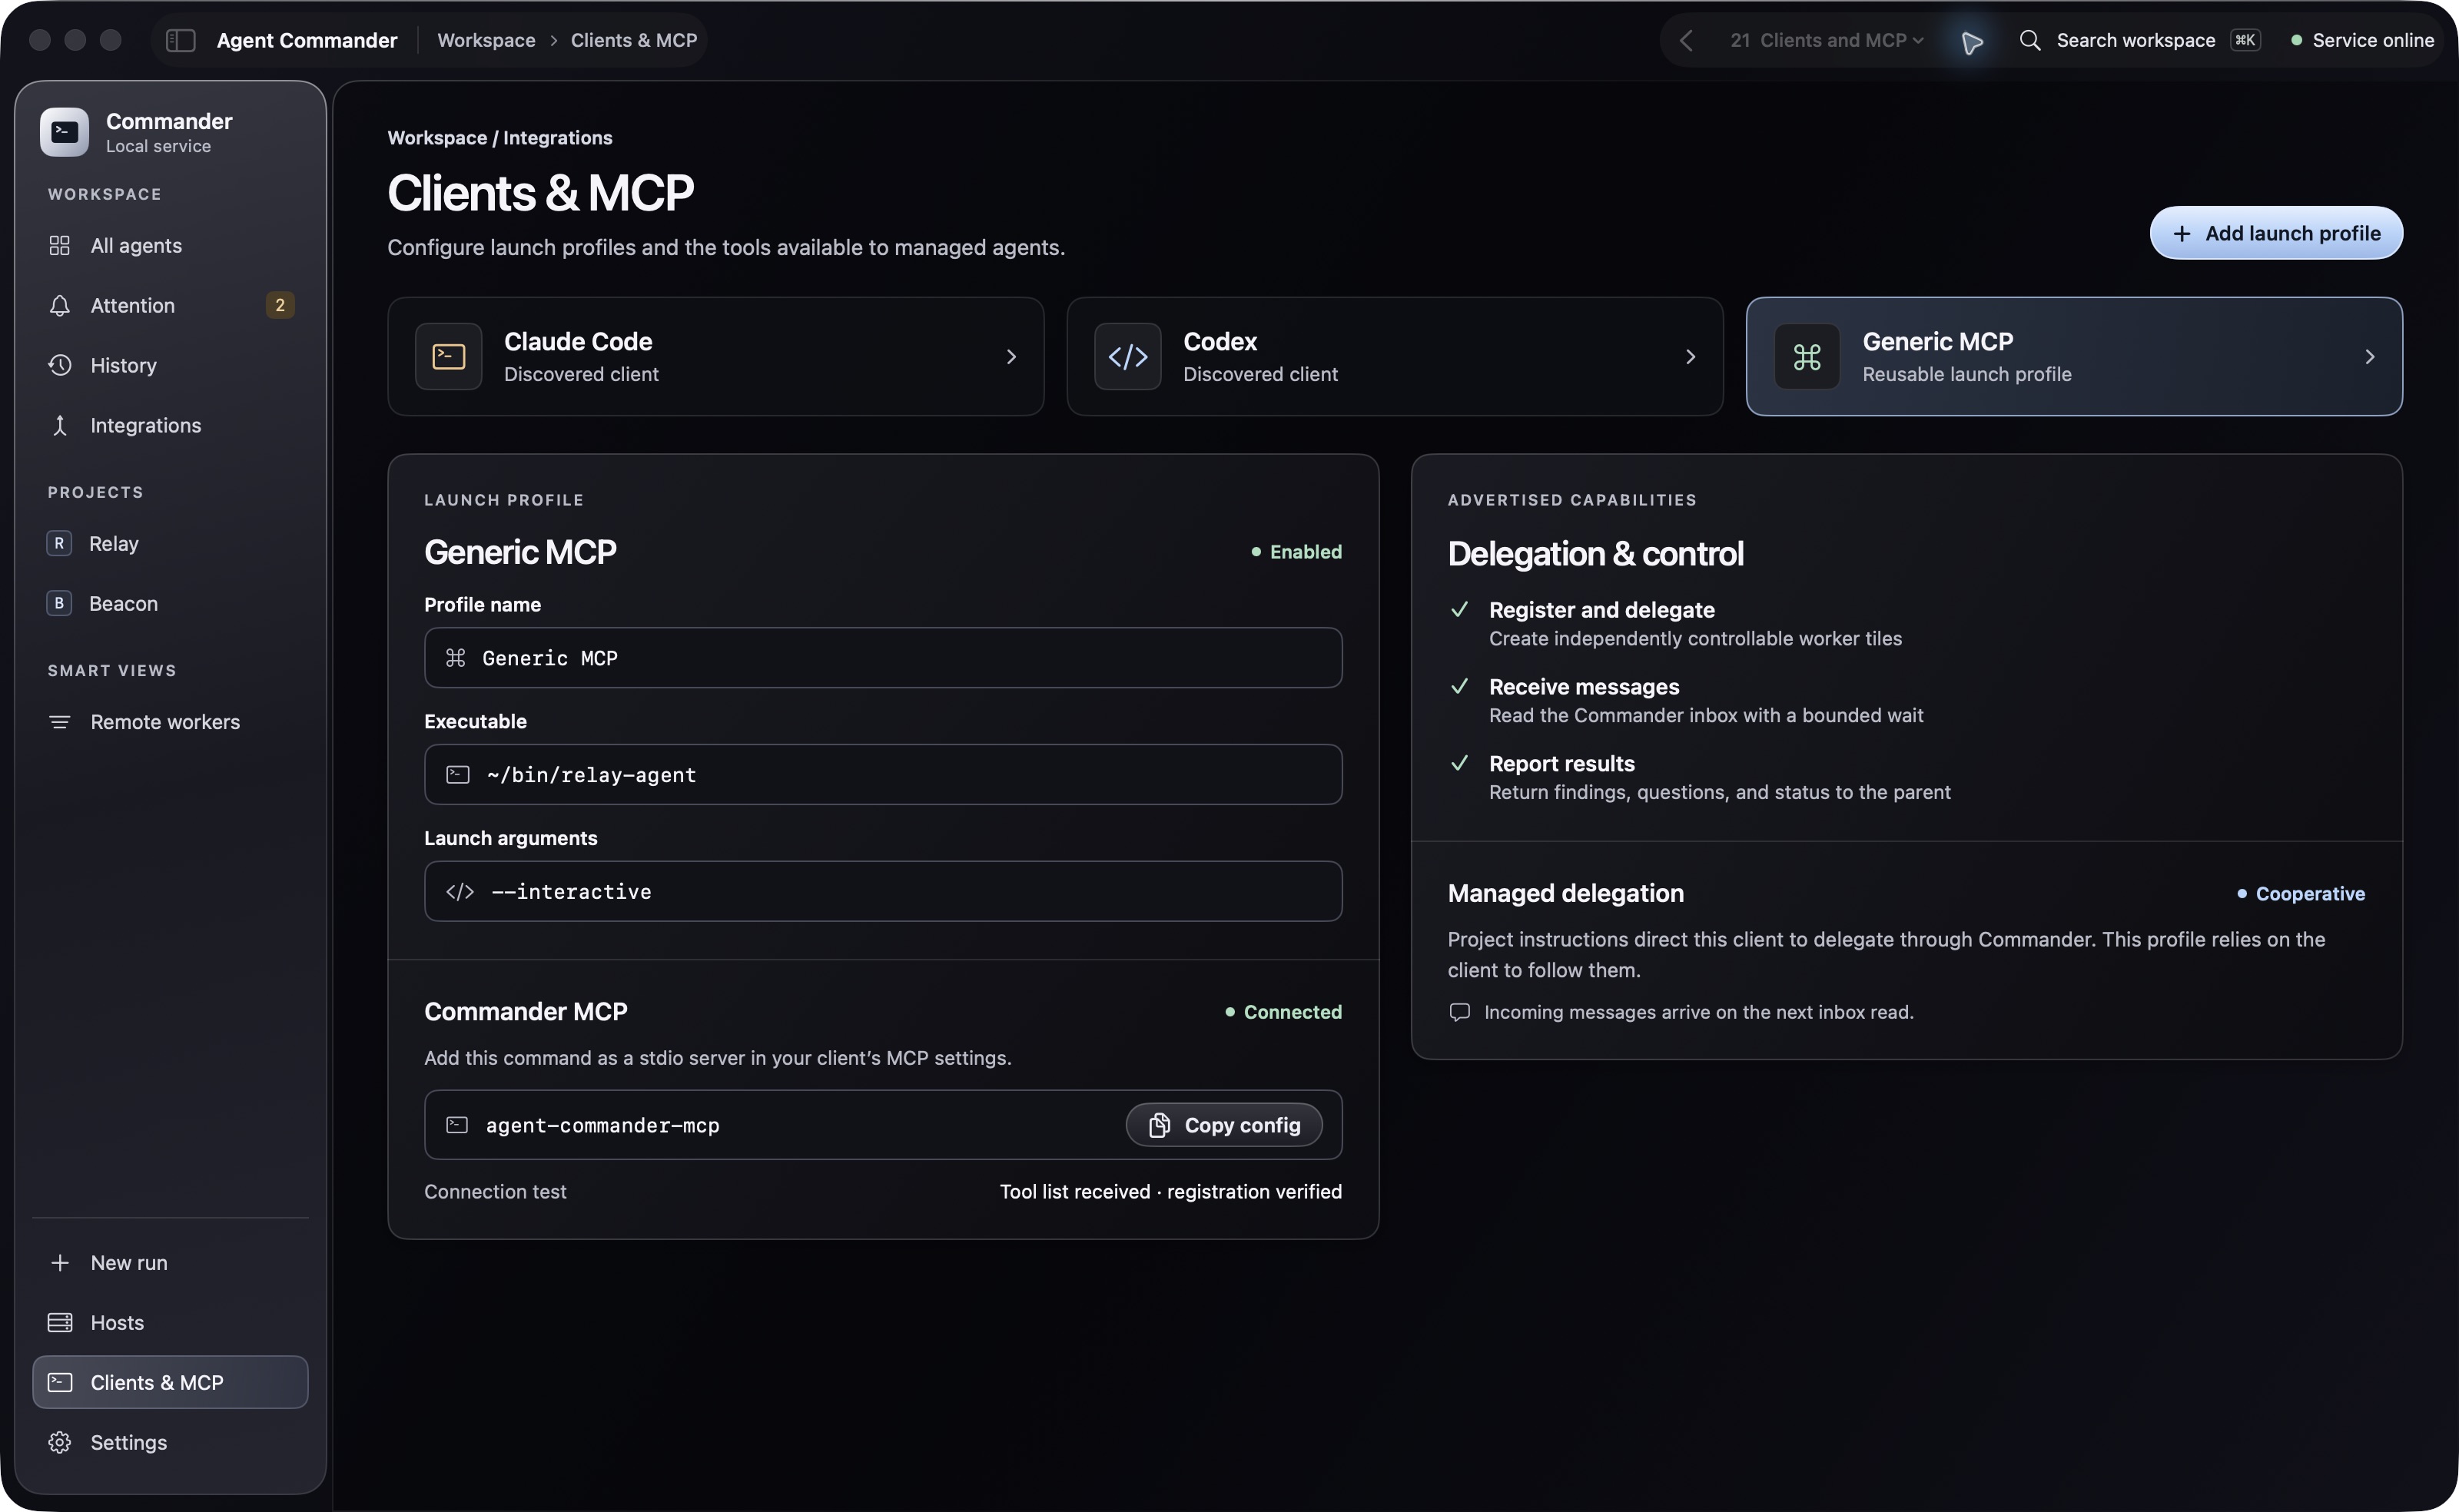 Agent Commander
Workspace > Clients & MCP
21 Clients and MCP
Search workspace ⌘K
Service online
Commander
Local service
WORKSPACE
All agents
Attention 2
History
Integrations
PROJECTS
R Relay
B Beacon
SMART VIEWS
Remote workers
New run
Hosts
Clients & MCP
Settings
Workspace / Integrations
Clients & MCP
Configure launch profiles and the tools available to managed agents.
+ Add launch profile
Claude Code
Discovered client
Codex
Discovered client
Generic MCP
Reusable launch profile
LAUNCH PROFILE
Generic MCP
Enabled
Profile name
⌘ Generic MCP
Executable
~/bin/relay-agent
Launch arguments
</> --interactive
Commander MCP
Connected
Add this command as a stdio server in your client’s MCP settings.
agent-commander-mcp
Copy config
Connection test
Tool list received · registration verified
ADVERTISED CAPABILITIES
Delegation & control
Register and delegate
Create independently controllable worker tiles
Receive messages
Read the Commander inbox with a bounded wait
Report results
Return findings, questions, and status to the parent
Managed delegation
Cooperative
Project instructions direct this client to delegate through Commander. This profile relies on the
client to follow them.
Incoming messages arrive on the next inbox read.